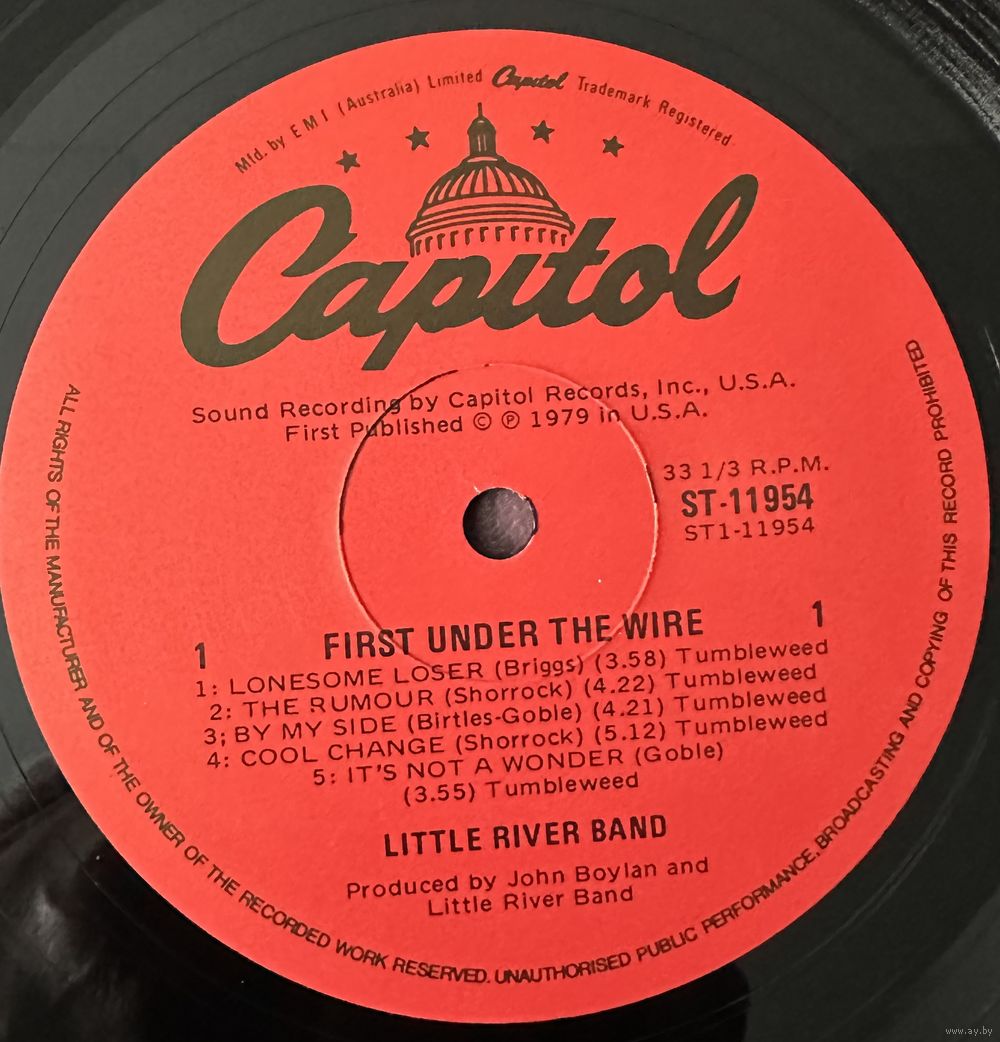 Mfd. by E M I (Australia) Limited Capitol Trademark Registered
Capitol
Sound Recording by Capitol Records, Inc., U.S.A.
First Published © ℗ 1979 in U.S.A.
33 1/3 R.P.M.
ST-11954
ST1-11954
1 FIRST UNDER THE WIRE 1
1: LONESOME LOSER (Briggs) (3.58) Tumbleweed
2: THE RUMOUR (Shorrock) (4.22) Tumbleweed
3; BY MY SIDE (Birtles-Goble) (4.21) Tumbleweed
4: COOL CHANGE (Shorrock) (5.12) Tumbleweed
5: IT'S NOT A WONDER (Goble)
(3.55) Tumbleweed
LITTLE RIVER BAND
Produced by John Boylan and
Little River Band
ALL RIGHTS OF THE MANUFACTURER AND OF THE OWNER OF THE RECORDED WORK RESERVED. UNAUTHORISED PUBLIC PERFORMANCE, BROADCASTING AND COPYING OF THIS RECORD PROHIBITED
www.ay.by